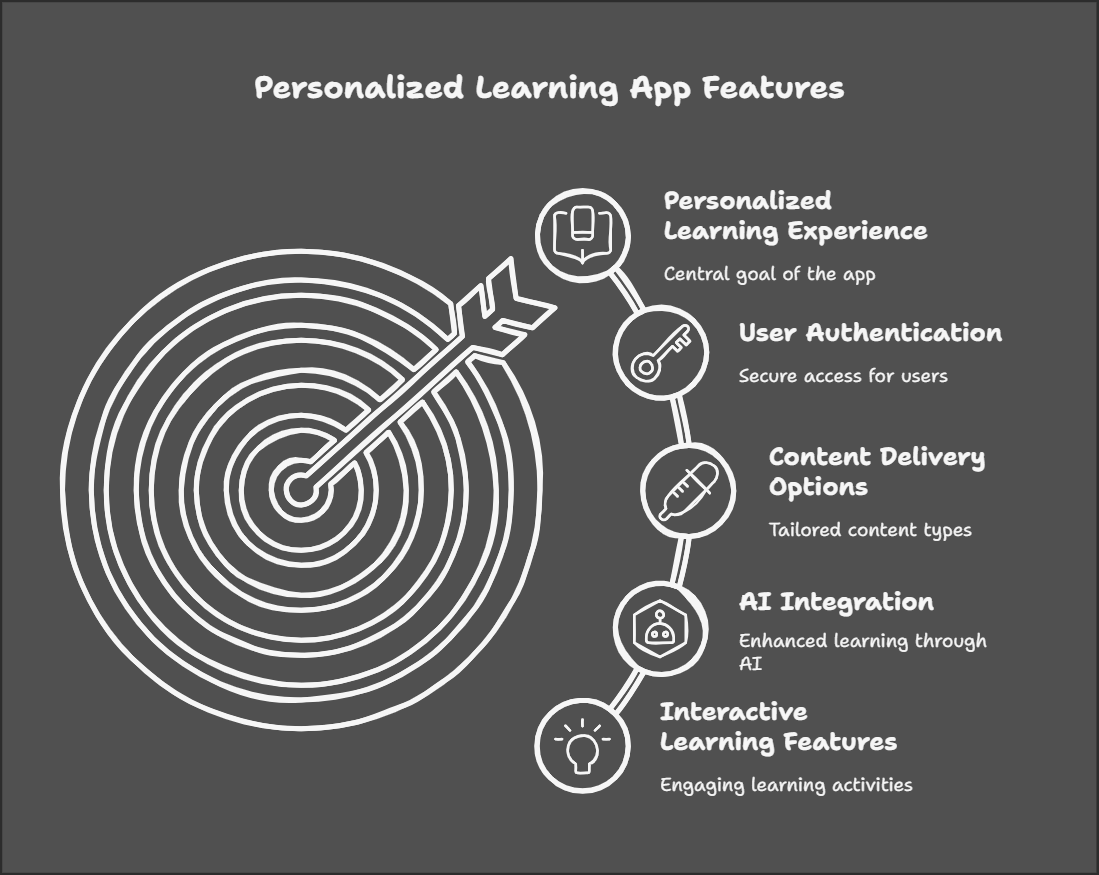 Personalized Learning App Features
Personalized
Learning Experience
Central goal of the app
User Authentication
Secure access for users
Content Delivery
Options
Tailored content types
AI Integration
Enhanced learning through
AI
Interactive
Learning Features
Engaging learning activities